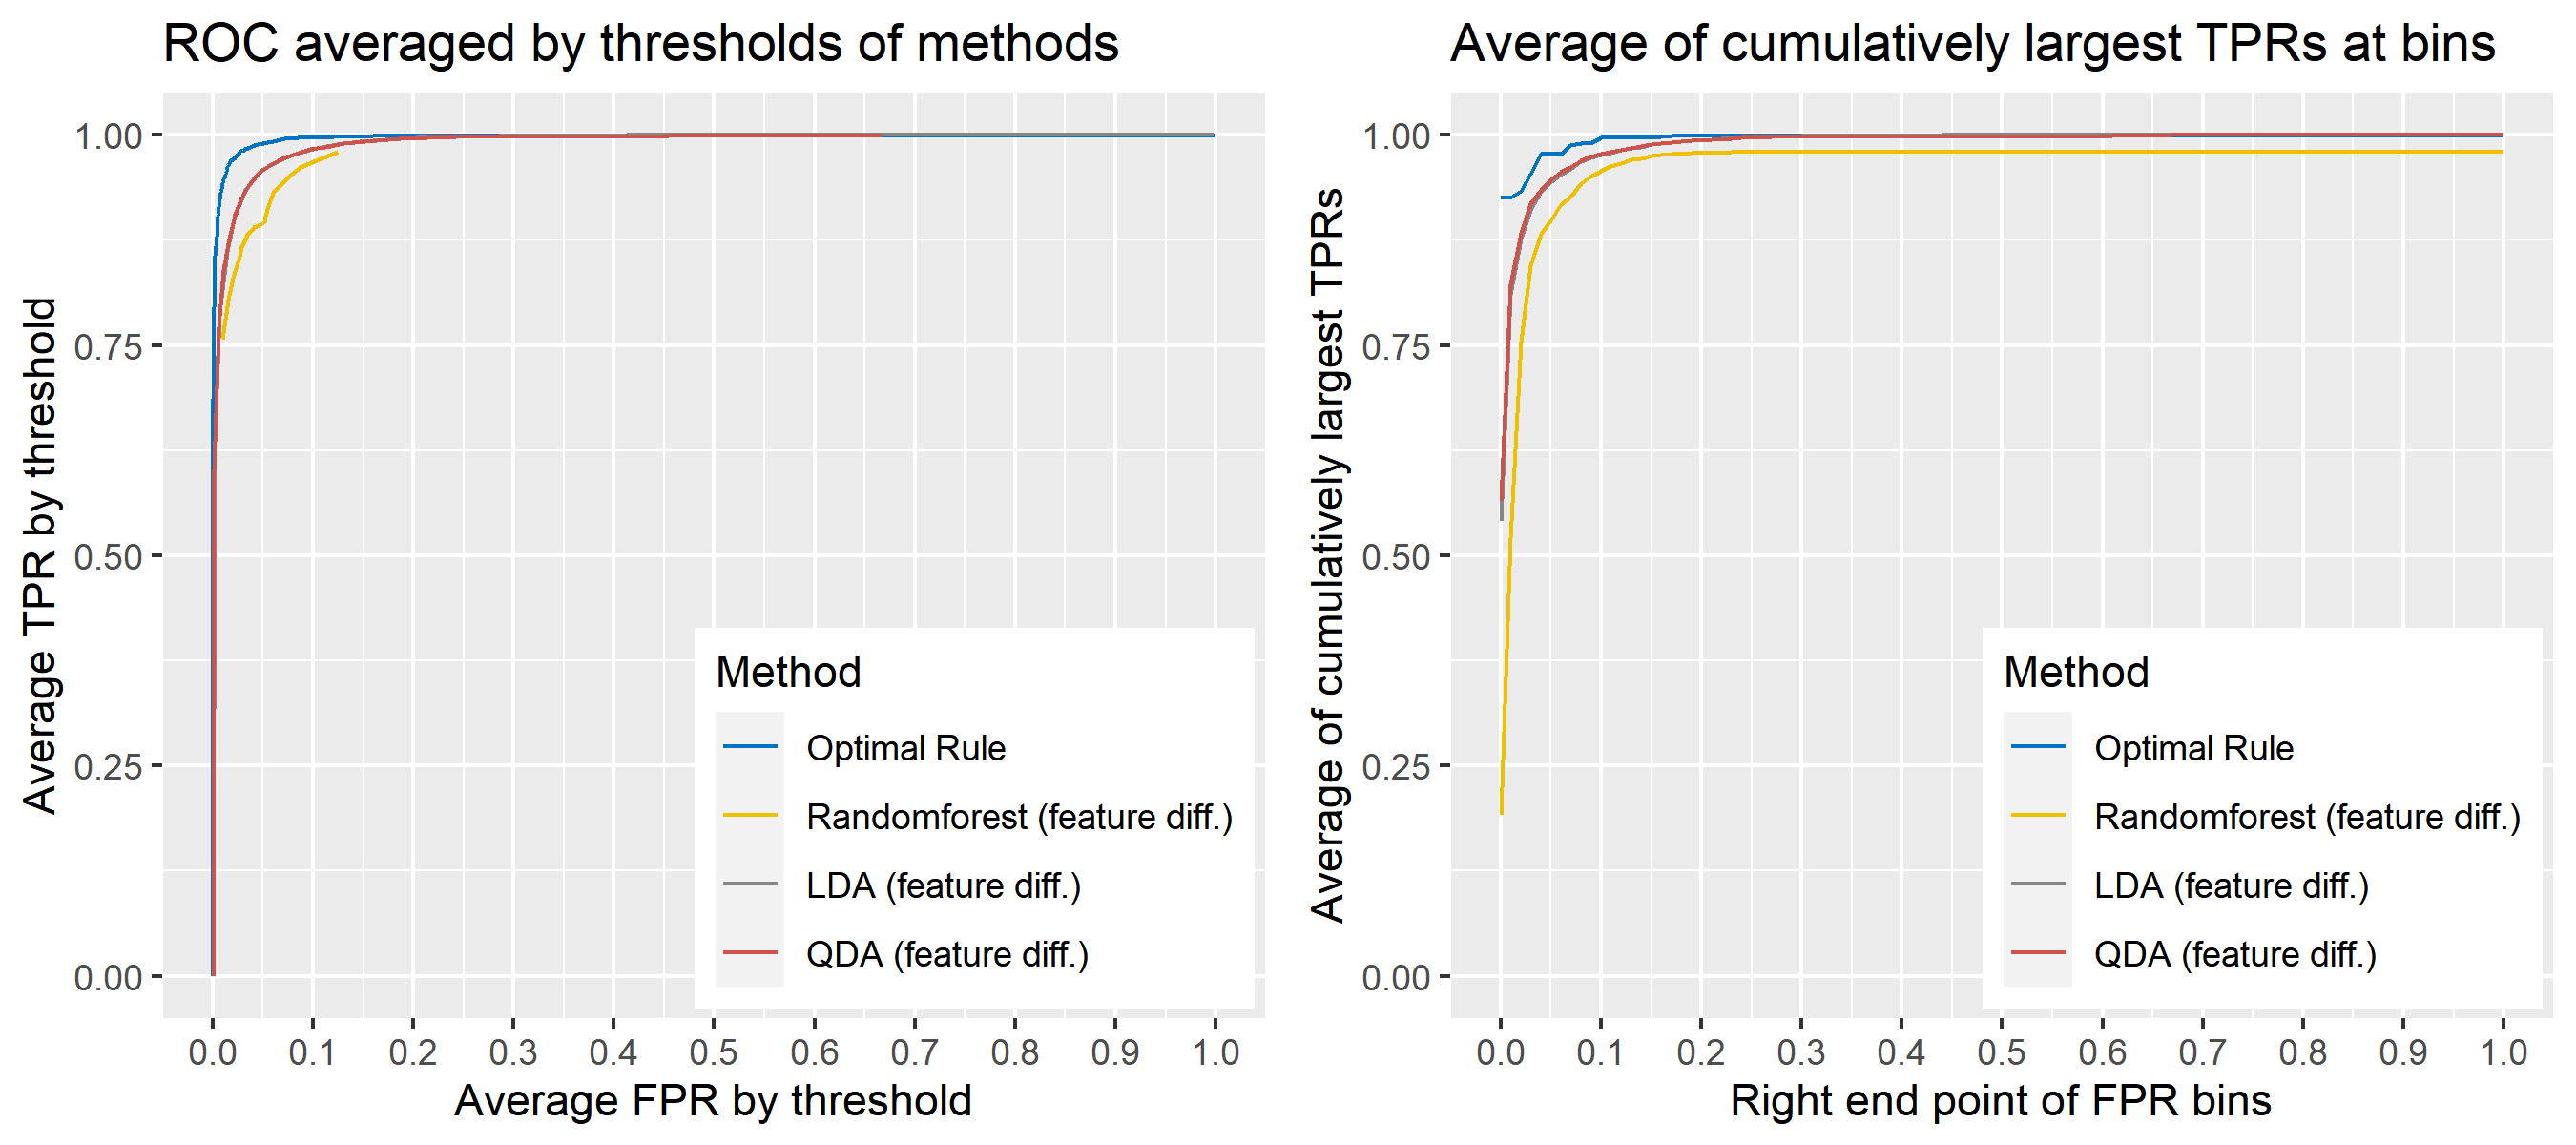 ROC averaged by thresholds of methods
Average TPR by threshold
1.00
0.75
0.50
0.25
0.00
Method
Optimal Rule
Randomforest (feature diff.)
LDA (feature diff.)
QDA (feature diff.)
0.0 0.1 0.2 0.3 0.4 0.5 0.6 0.7 0.8 0.9 1.0
Average FPR by threshold
Average of cumulatively largest TPRs at bins
Average of cumulatively largest TPRs
1.00
0.75
0.50
0.25
0.00
Method
Optimal Rule
Randomforest (feature diff.)
LDA (feature diff.)
QDA (feature diff.)
0.0 0.1 0.2 0.3 0.4 0.5 0.6 0.7 0.8 0.9 1.0
Right end point of FPR bins